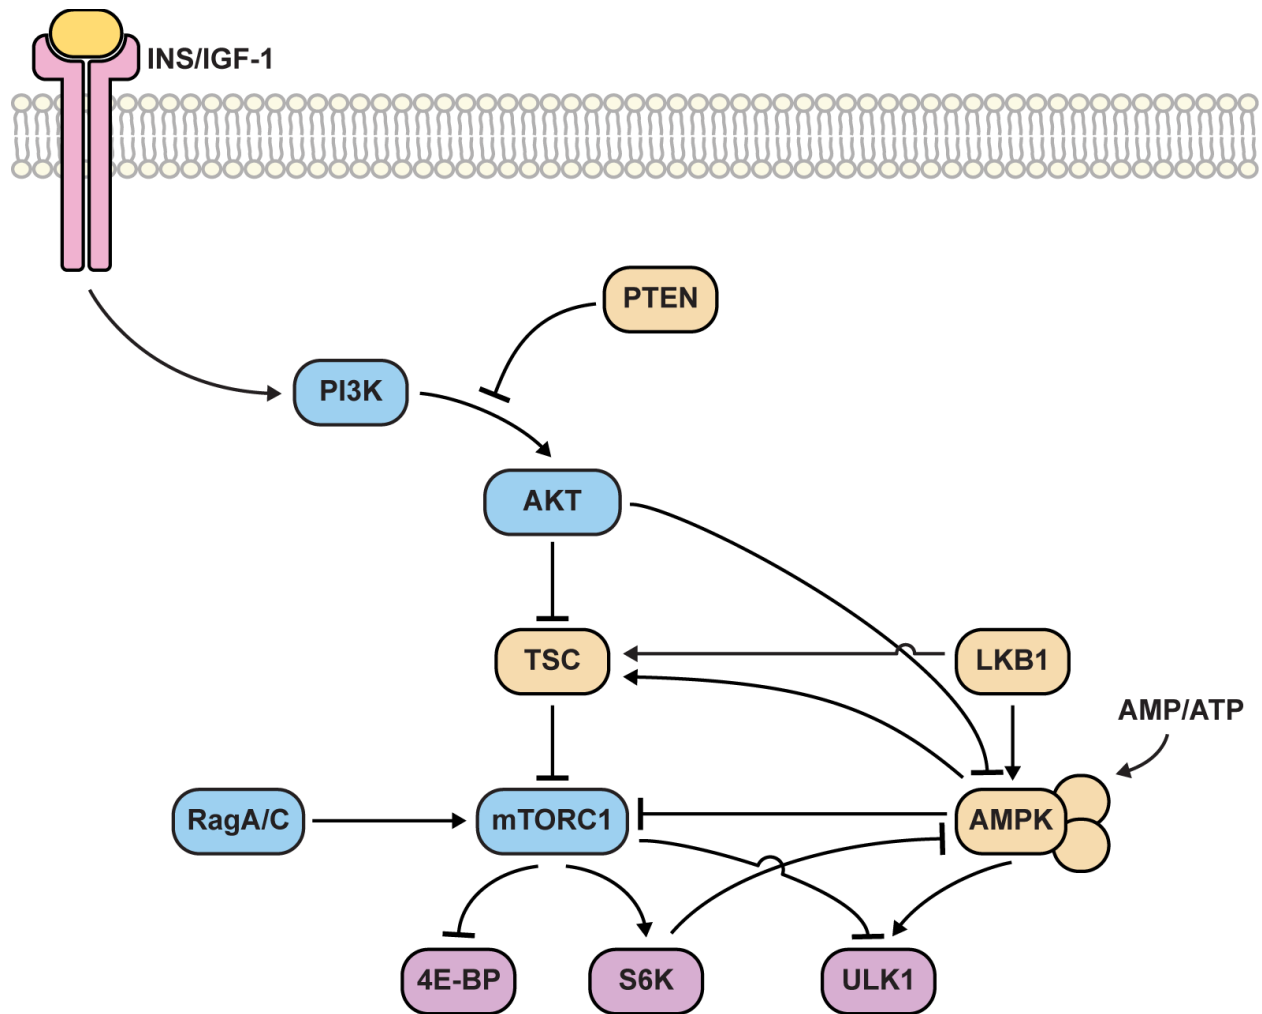 INS/IGF-1
PTEN
PI3K
AKT
TSC
LKB1
AMP/ATP
RagA/C
mTORC1
AMPK
4E-BP
S6K
ULK1